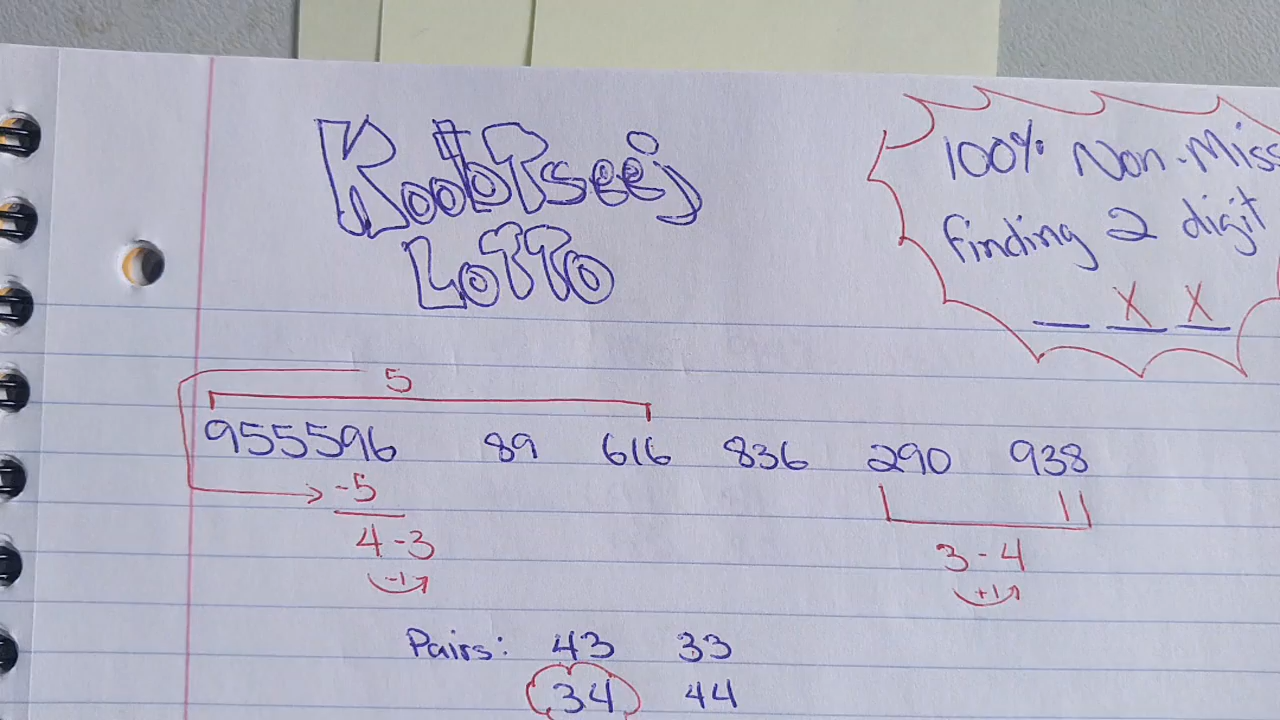 KoobTseej
LOTTO
100% Non-Miss
finding 2 digit
_ X X
5
955596 89 616 836 290 938
-5
4-3 3-4
-1 +1
Pairs: 43 33
34 44